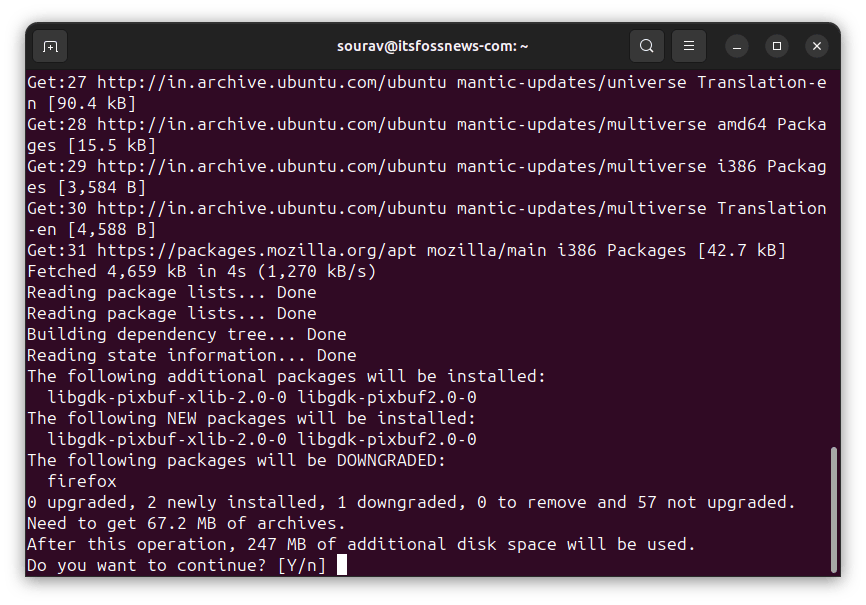 sourav@itsfossnews-com: ~
Get:27 http://in.archive.ubuntu.com/ubuntu mantic-updates/universe Translation-e
n [90.4 kB]
Get:28 http://in.archive.ubuntu.com/ubuntu mantic-updates/multiverse amd64 Packa
ges [15.5 kB]
Get:29 http://in.archive.ubuntu.com/ubuntu mantic-updates/multiverse i386 Packag
es [3,584 B]
Get:30 http://in.archive.ubuntu.com/ubuntu mantic-updates/multiverse Translation
-en [4,588 B]
Get:31 https://packages.mozilla.org/apt mozilla/main i386 Packages [42.7 kB]
Fetched 4,659 kB in 4s (1,270 kB/s)
Reading package lists... Done
Reading package lists... Done
Building dependency tree... Done
Reading state information... Done
The following additional packages will be installed:
  libgdk-pixbuf-xlib-2.0-0 libgdk-pixbuf2.0-0
The following NEW packages will be installed:
  libgdk-pixbuf-xlib-2.0-0 libgdk-pixbuf2.0-0
The following packages will be DOWNGRADED:
  firefox
0 upgraded, 2 newly installed, 1 downgraded, 0 to remove and 57 not upgraded.
Need to get 67.2 MB of archives.
After this operation, 247 MB of additional disk space will be used.
Do you want to continue? [Y/n]